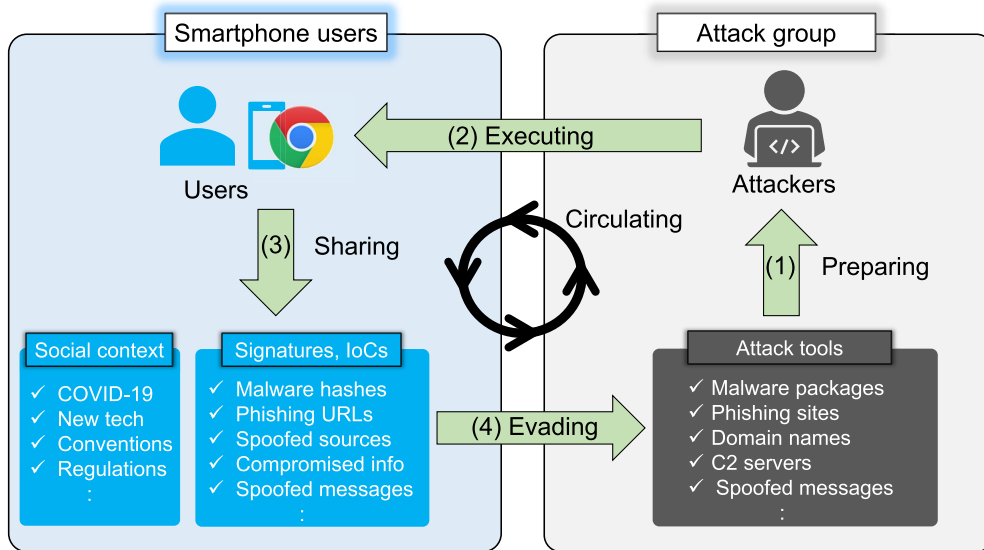 Smartphone users
Attack group
</>
(2) Executing
Users
Attackers
Circulating
(3)
Sharing
(1)
Preparing
Social context
✓ COVID-19
✓ New tech
✓ Conventions
✓ Regulations
:
Signatures, IoCs
✓ Malware hashes
✓ Phishing URLs
✓ Spoofed sources
✓ Compromised info
✓ Spoofed messages
:
(4) Evading
Attack tools
✓ Malware packages
✓ Phishing sites
✓ Domain names
✓ C2 servers
✓ Spoofed messages
: